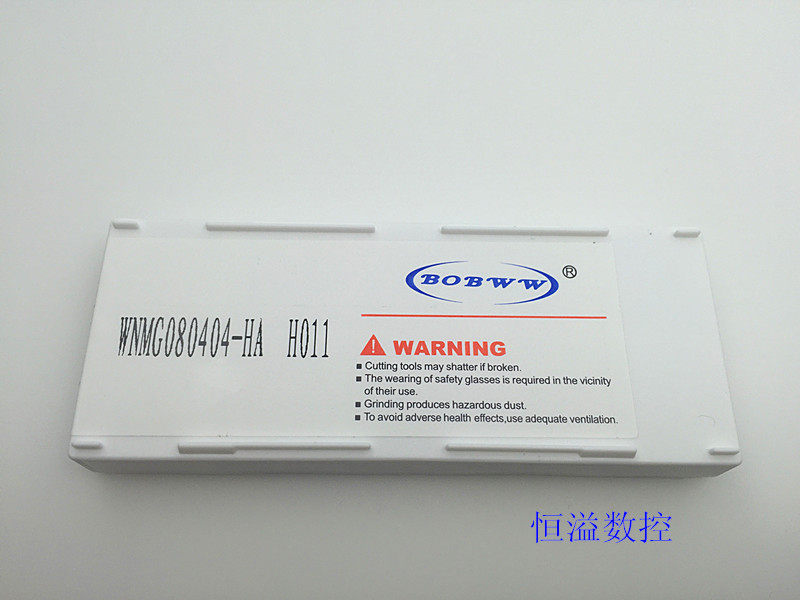 BOBWW®
WNMG080404-HA H011
WARNING
■ Cutting tools may shatter if broken.
■ The wearing of safety glasses is required in the vicinity
of their use.
■ Grinding produces hazardous dust.
■ To avoid adverse health effects,use adequate ventilation.
恒溢数控